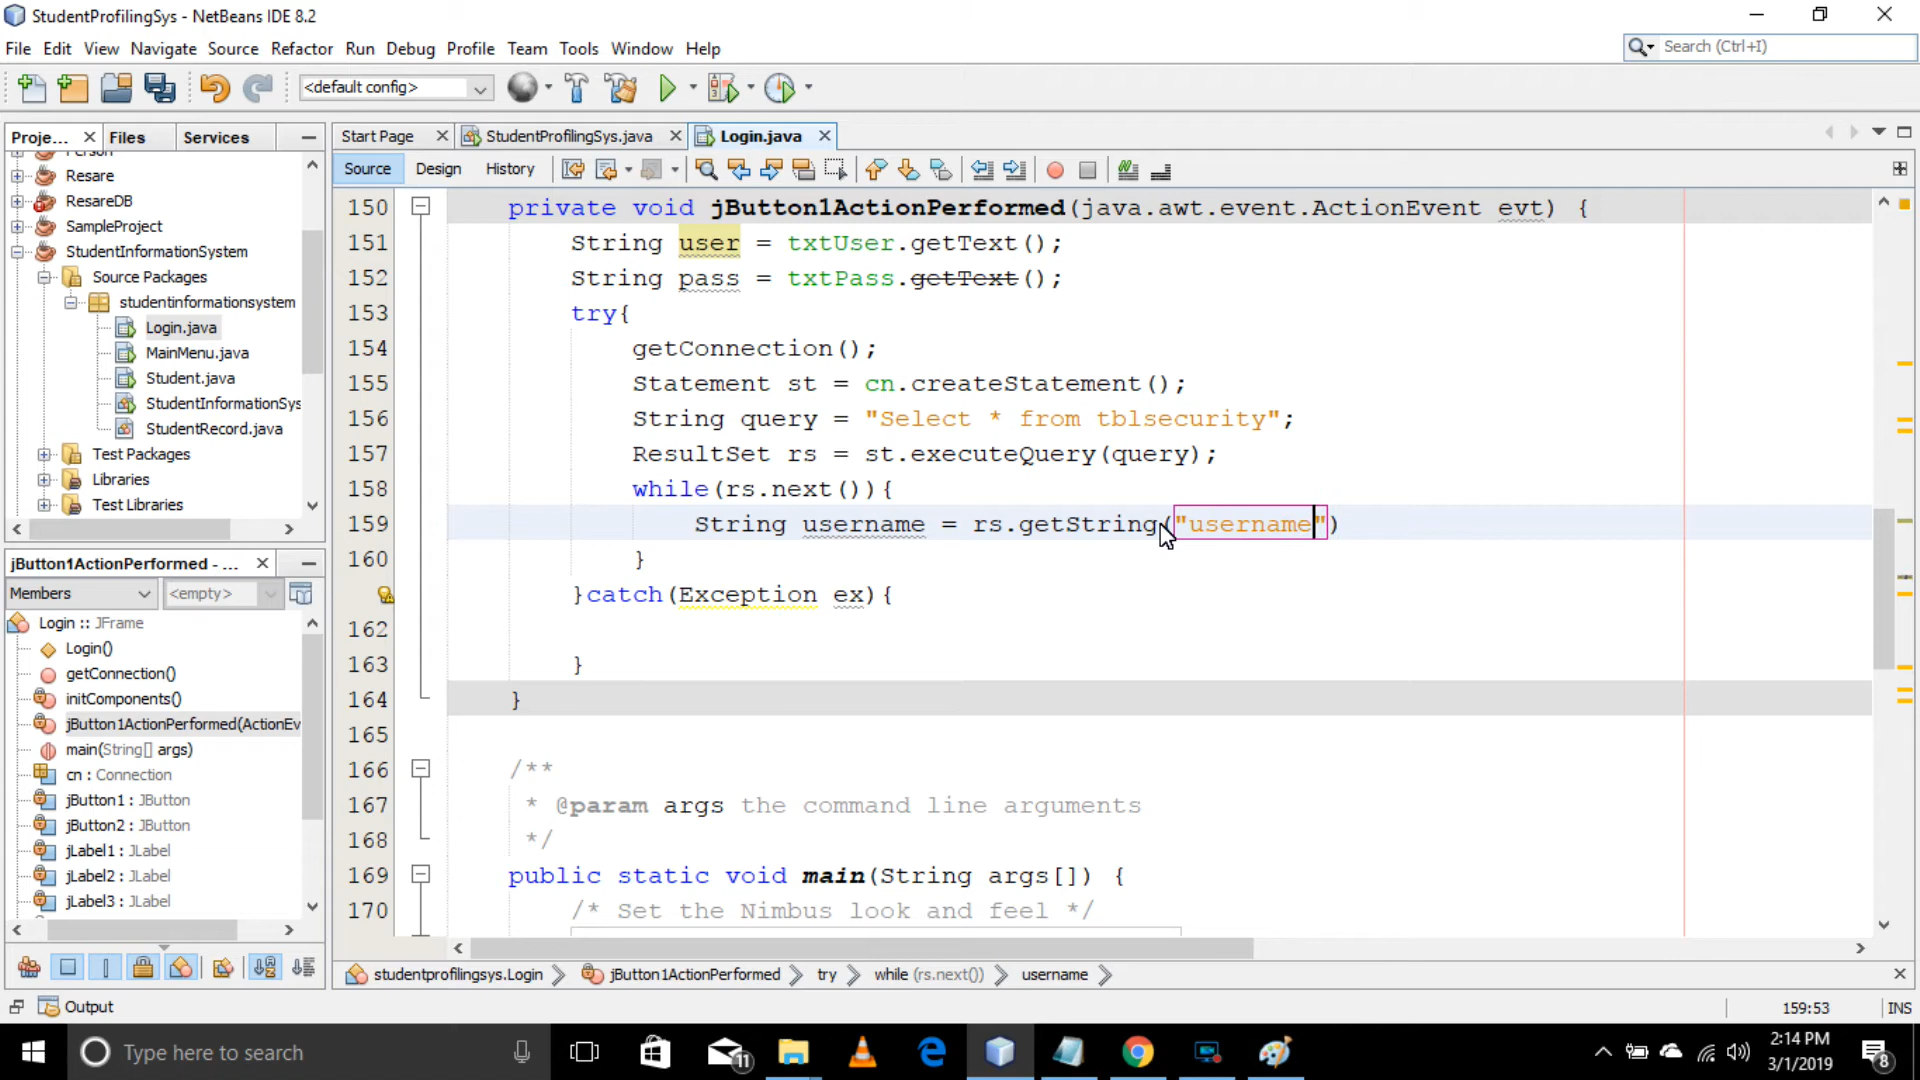 StudentProfilingSys - NetBeans IDE 8.2
File Edit View Navigate Source Refactor Run Debug Profile Team Tools Window Help
Search (Ctrl+I)
<default config>
Proje... Files Services
Start Page StudentProfilingSys.java Login.java
Source Design History
Person
Resare
ResareDB
SampleProject
StudentInformationSystem
Source Packages
studentinformationsystem
Login.java
MainMenu.java
Student.java
StudentInformationSys
StudentRecord.java
Test Packages
Libraries
Test Libraries
jButton1ActionPerformed - ...
Members <empty>
Login :: JFrame
Login()
getConnection()
initComponents()
jButton1ActionPerformed(ActionEv
main(String[] args)
cn : Connection
jButton1 : JButton
jButton2 : JButton
jLabel1 : JLabel
jLabel2 : JLabel
jLabel3 : JLabel
150 private void jButton1ActionPerformed(java.awt.event.ActionEvent evt) {
151 String user = txtUser.getText();
152 String pass = txtPass.getText();
153 try{
154 getConnection();
155 Statement st = cn.createStatement();
156 String query = "Select * from tblsecurity";
157 ResultSet rs = st.executeQuery(query);
158 while(rs.next()){
159 String username = rs.getString("username")
160 }
}catch(Exception ex){
162
163 }
164 }
165
166 /**
167 * @param args the command line arguments
168 */
169 public static void main(String args[]) {
170 /* Set the Nimbus look and feel */
studentprofilingsys.Login jButton1ActionPerformed try while (rs.next()) username
Output
159:53 INS
Type here to search
11
2:14 PM
3/1/2019
8